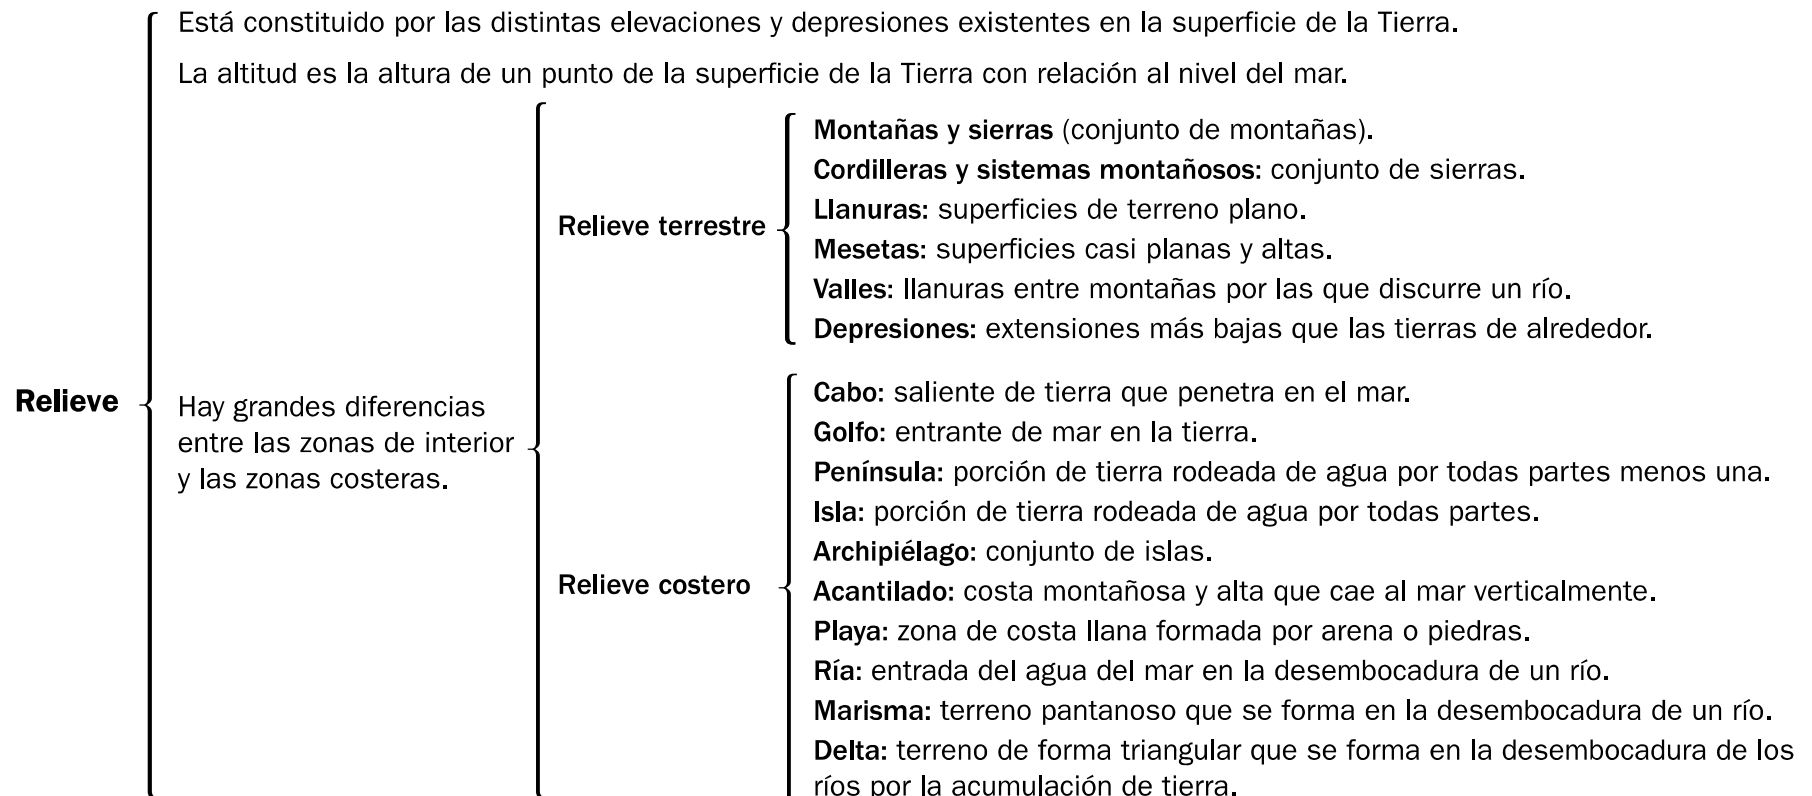 Está constituido por las distintas elevaciones y depresiones existentes en la superficie de la Tierra.
La altitud es la altura de un punto de la superficie de la Tierra con relación al nivel del mar.
Montañas y sierras (conjunto de montañas).
Cordilleras y sistemas montañosos: conjunto de sierras.
Relieve terrestre
Llanuras: superficies de terreno plano.
Mesetas: superficies casi planas y altas.
Valles: llanuras entre montañas por las que discurre un río.
Depresiones: extensiones más bajas que las tierras de alrededor.
Relieve
Hay grandes diferencias
entre las zonas de interior
y las zonas costeras.
Cabo: saliente de tierra que penetra en el mar.
Golfo: entrante de mar en la tierra.
Península: porción de tierra rodeada de agua por todas partes menos una.
Isla: porción de tierra rodeada de agua por todas partes.
Archipiélago: conjunto de islas.
Relieve costero
Acantilado: costa montañosa y alta que cae al mar verticalmente.
Playa: zona de costa llana formada por arena o piedras.
Ría: entrada del agua del mar en la desembocadura de un río.
Marisma: terreno pantanoso que se forma en la desembocadura de un río.
Delta: terreno de forma triangular que se forma en la desembocadura de los
ríos por la acumulación de tierra.